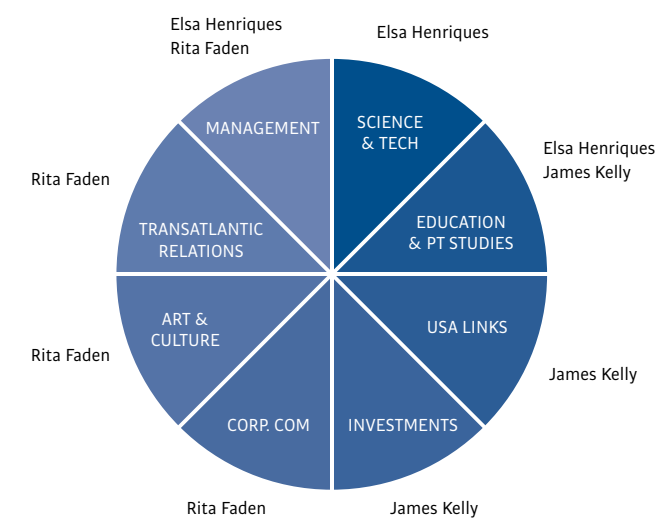 Elsa Henriques
Rita Faden
Elsa Henriques
MANAGEMENT
SCIENCE
& TECH
Elsa Henriques
James Kelly
Rita Faden
TRANSATLANTIC
RELATIONS
EDUCATION
& PT STUDIES
ART &
CULTURE
USA LINKS
Rita Faden
James Kelly
CORP. COM
INVESTMENTS
Rita Faden
James Kelly